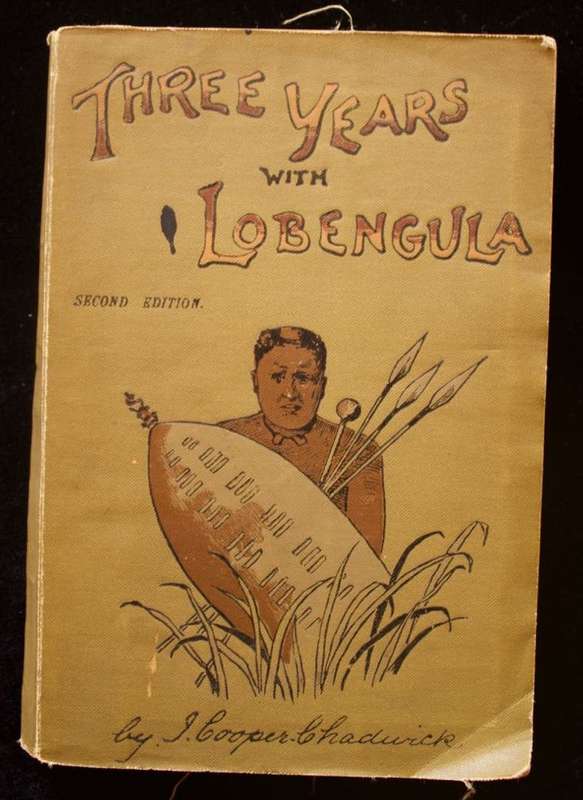 THREE YEARS
WITH
LOBENGULA
SECOND EDITION.
by J. Cooper-Chadwick.